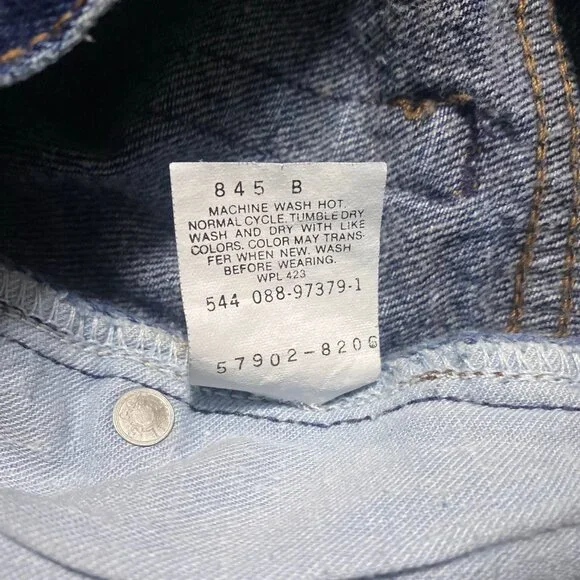 845 B
MACHINE WASH HOT.
NORMAL CYCLE. TUMBLE DRY
WASH AND DRY WITH LIKE
COLORS. COLOR MAY TRANS-
FER WHEN NEW. WASH
BEFORE WEARING.
WPL 423
544 088-97379-1
57902-8206